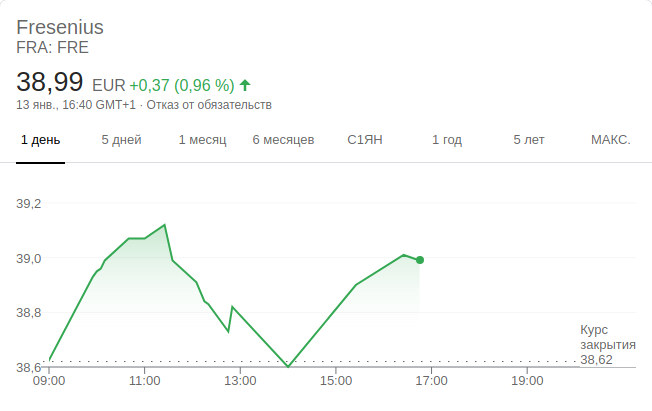 Fresenius
FRA: FRE
38,99 EUR +0,37 (0,96 %)
13 янв., 16:40 GMT+1 · Отказ от обязательств
1 день 5 дней 1 месяц 6 месяцев С1ЯН 1 год 5 лет МАКС.
39,2
39,0
38,8
38,6
Курс
закрытия
38,62
09:00 11:00 13:00 15:00 17:00 19:00